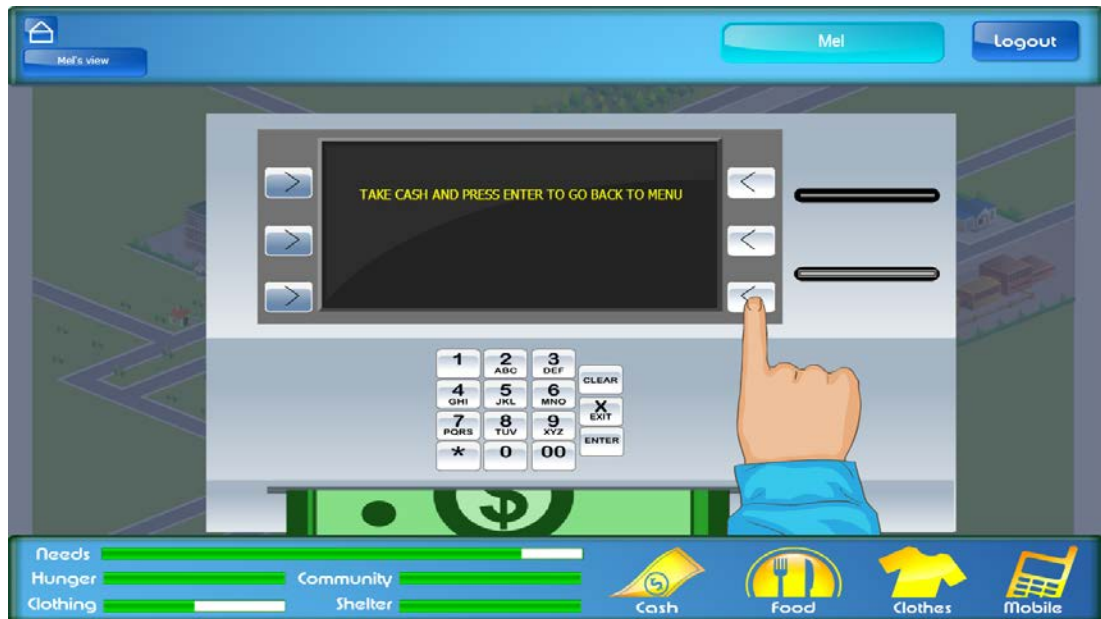 Mel's view
Mel
Logout
>
<
TAKE CASH AND PRESS ENTER TO GO BACK TO MENU
>
<
>
<
1
2 ABC
3 DEF
CLEAR
4 GHI
5 JKL
6 MNO
X EXIT
7 PQRS
8 TUV
9 XYZ
ENTER
*
0
00
$
Needs
Hunger
Community
Clothing
Shelter
$
Cash
Food
Clothes
Mobile